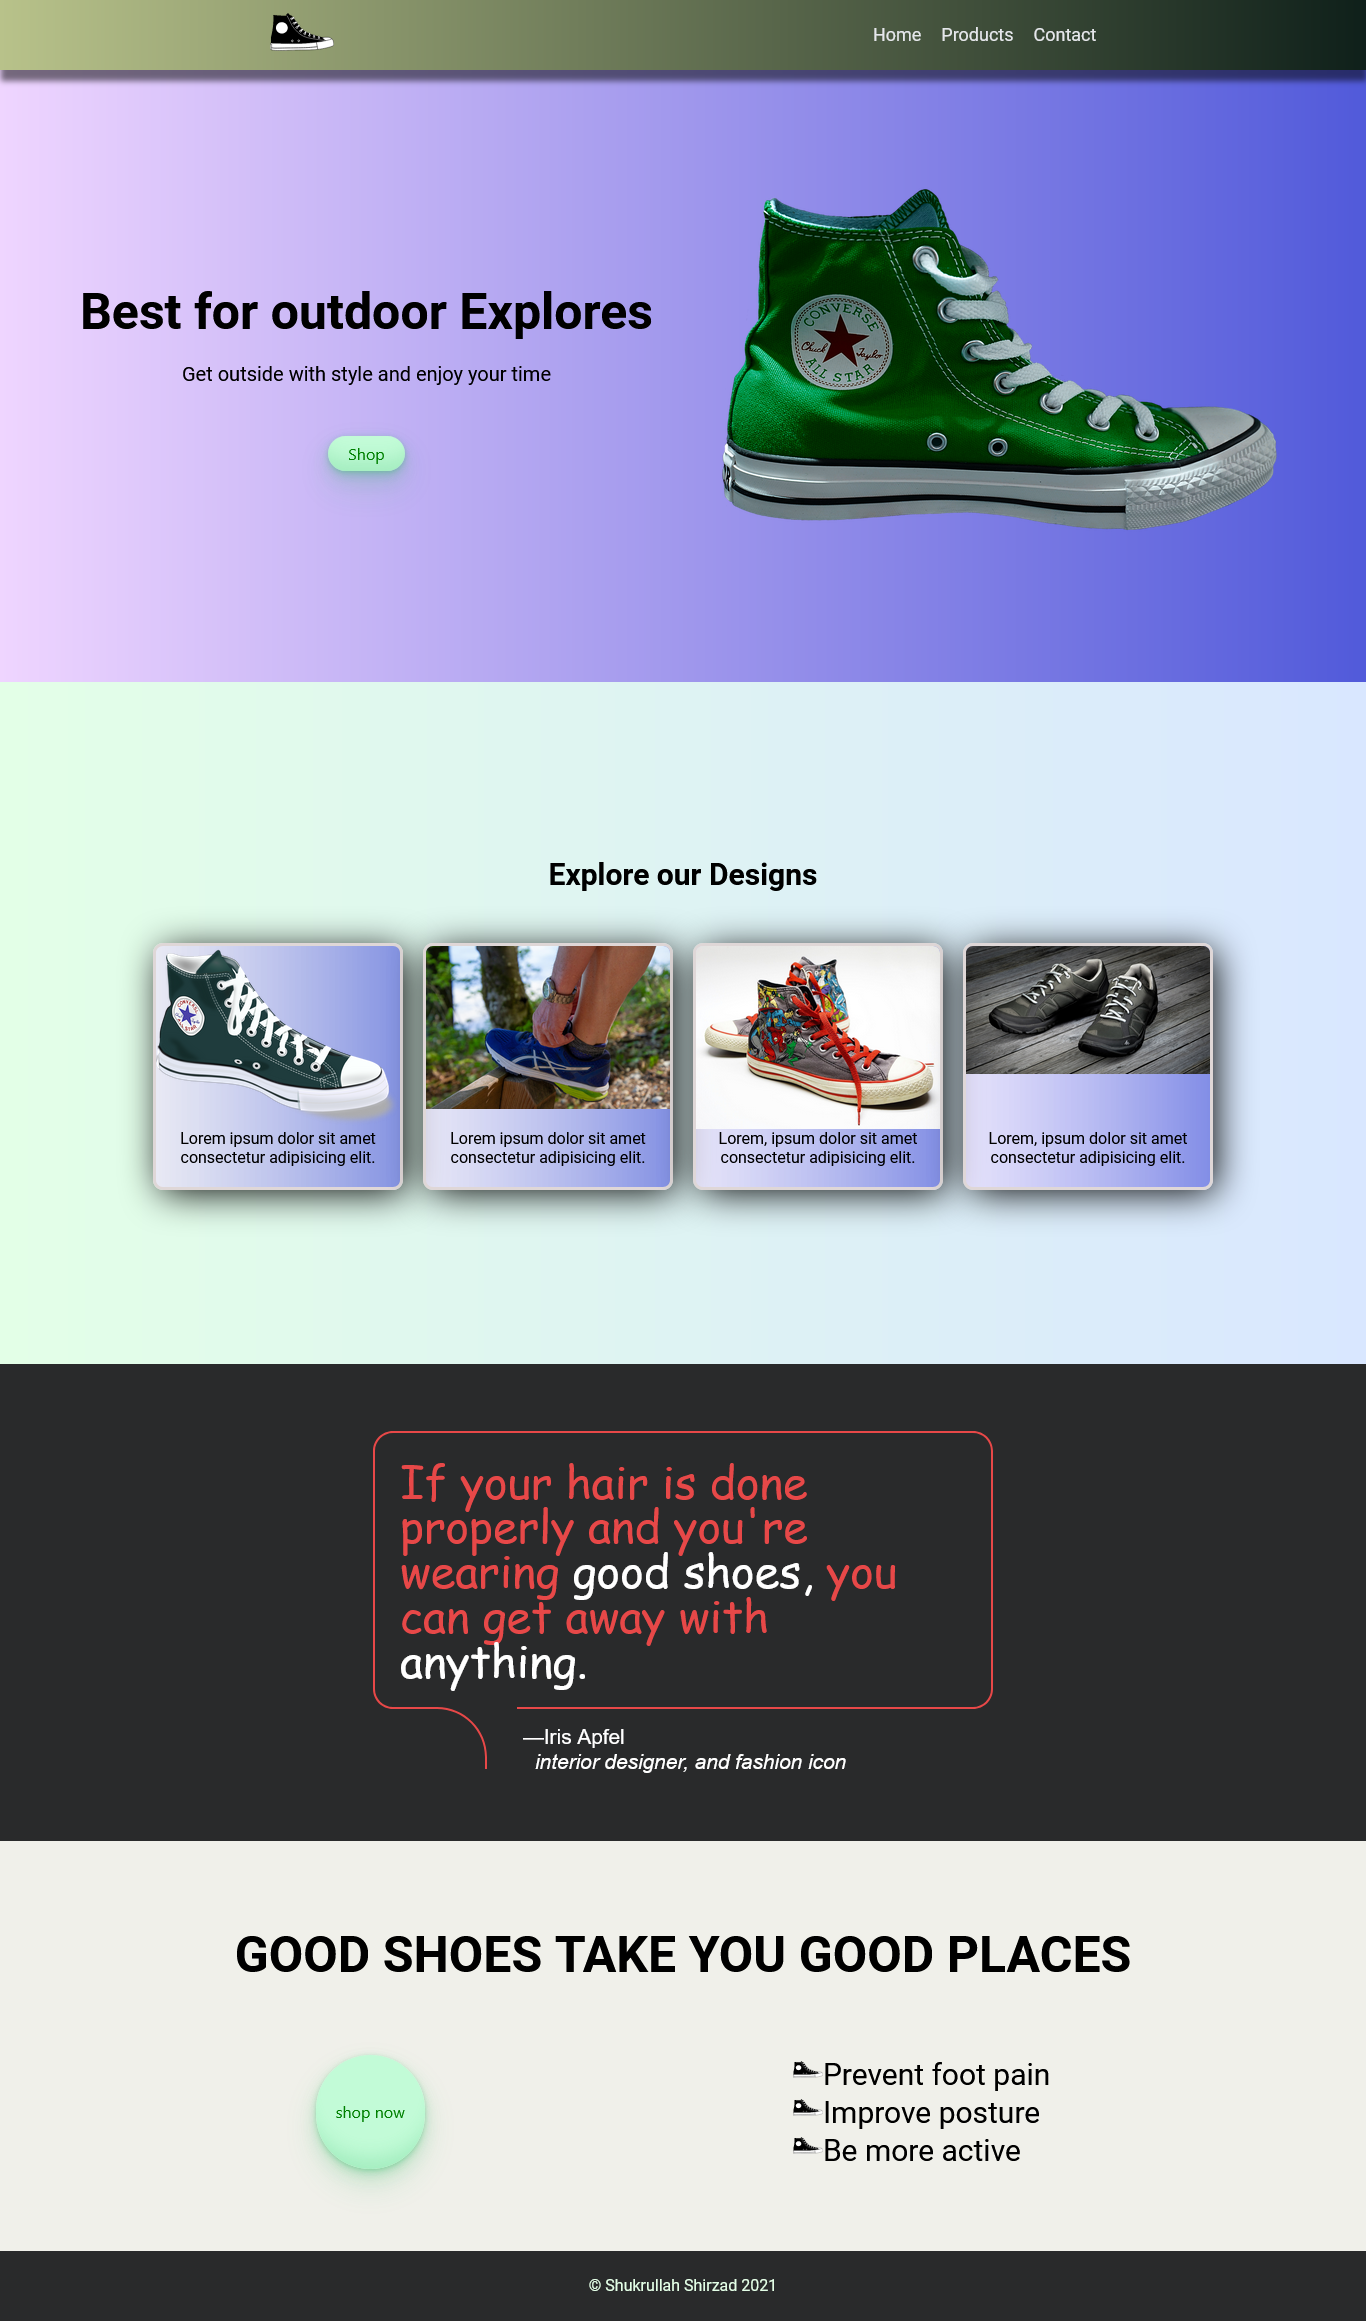 Home Products Contact
Best for outdoor Explores
Get outside with style and enjoy your time
Shop
CONVERSE
Chuck Taylor
ALL STAR
Explore our Designs
CONVERSE
Lorem ipsum dolor sit amet
consectetur adipisicing elit.
Lorem ipsum dolor sit amet
consectetur adipisicing elit.
Lorem, ipsum dolor sit amet
consectetur adipisicing elit.
Lorem, ipsum dolor sit amet
consectetur adipisicing elit.
If your hair is done
properly and you're
wearing good shoes, you
can get away with
anything.
—Iris Apfel
interior designer, and fashion icon
GOOD SHOES TAKE YOU GOOD PLACES
shop now
Prevent foot pain
Improve posture
Be more active
© Shukrullah Shirzad 2021